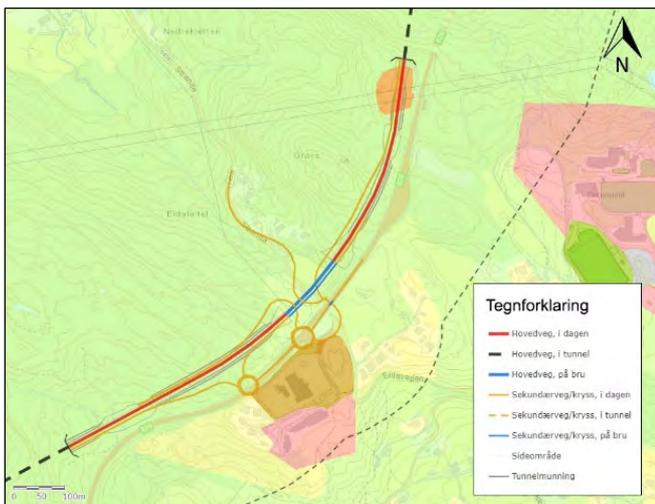 N
Eidsvegen
Tegnforklaring
Hovedveg, i dagen
Hovedveg, i tunnel
Hovedveg, på bru
Sekundærveg/kryss, i dagen
Sekundærveg/kryss, i tunnel
Sekundærveg/kryss, på bru
Sideområde
Tunnelmunning
0 50 100m